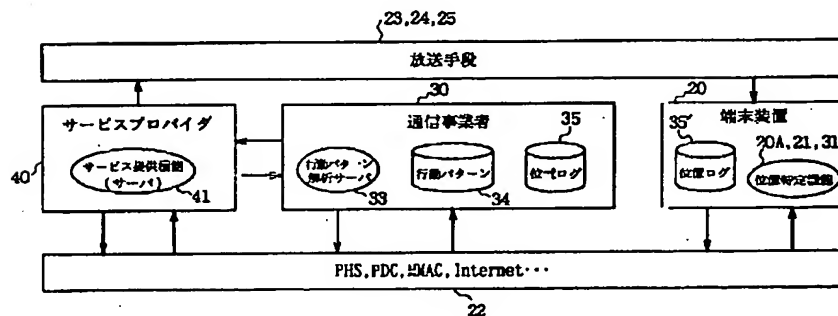 23,24,25
放送手段
40
サービスプロバイダ
サービス提供機能
(サーバ)
41
30
通信事業者
行動パターン
解析サーバ
33
行動パターン
34
35
位置ログ
20
端末装置
35'
位置ログ
20A,21,31
位置特定機能
PHS,PDC,MMAC,Internet···
22